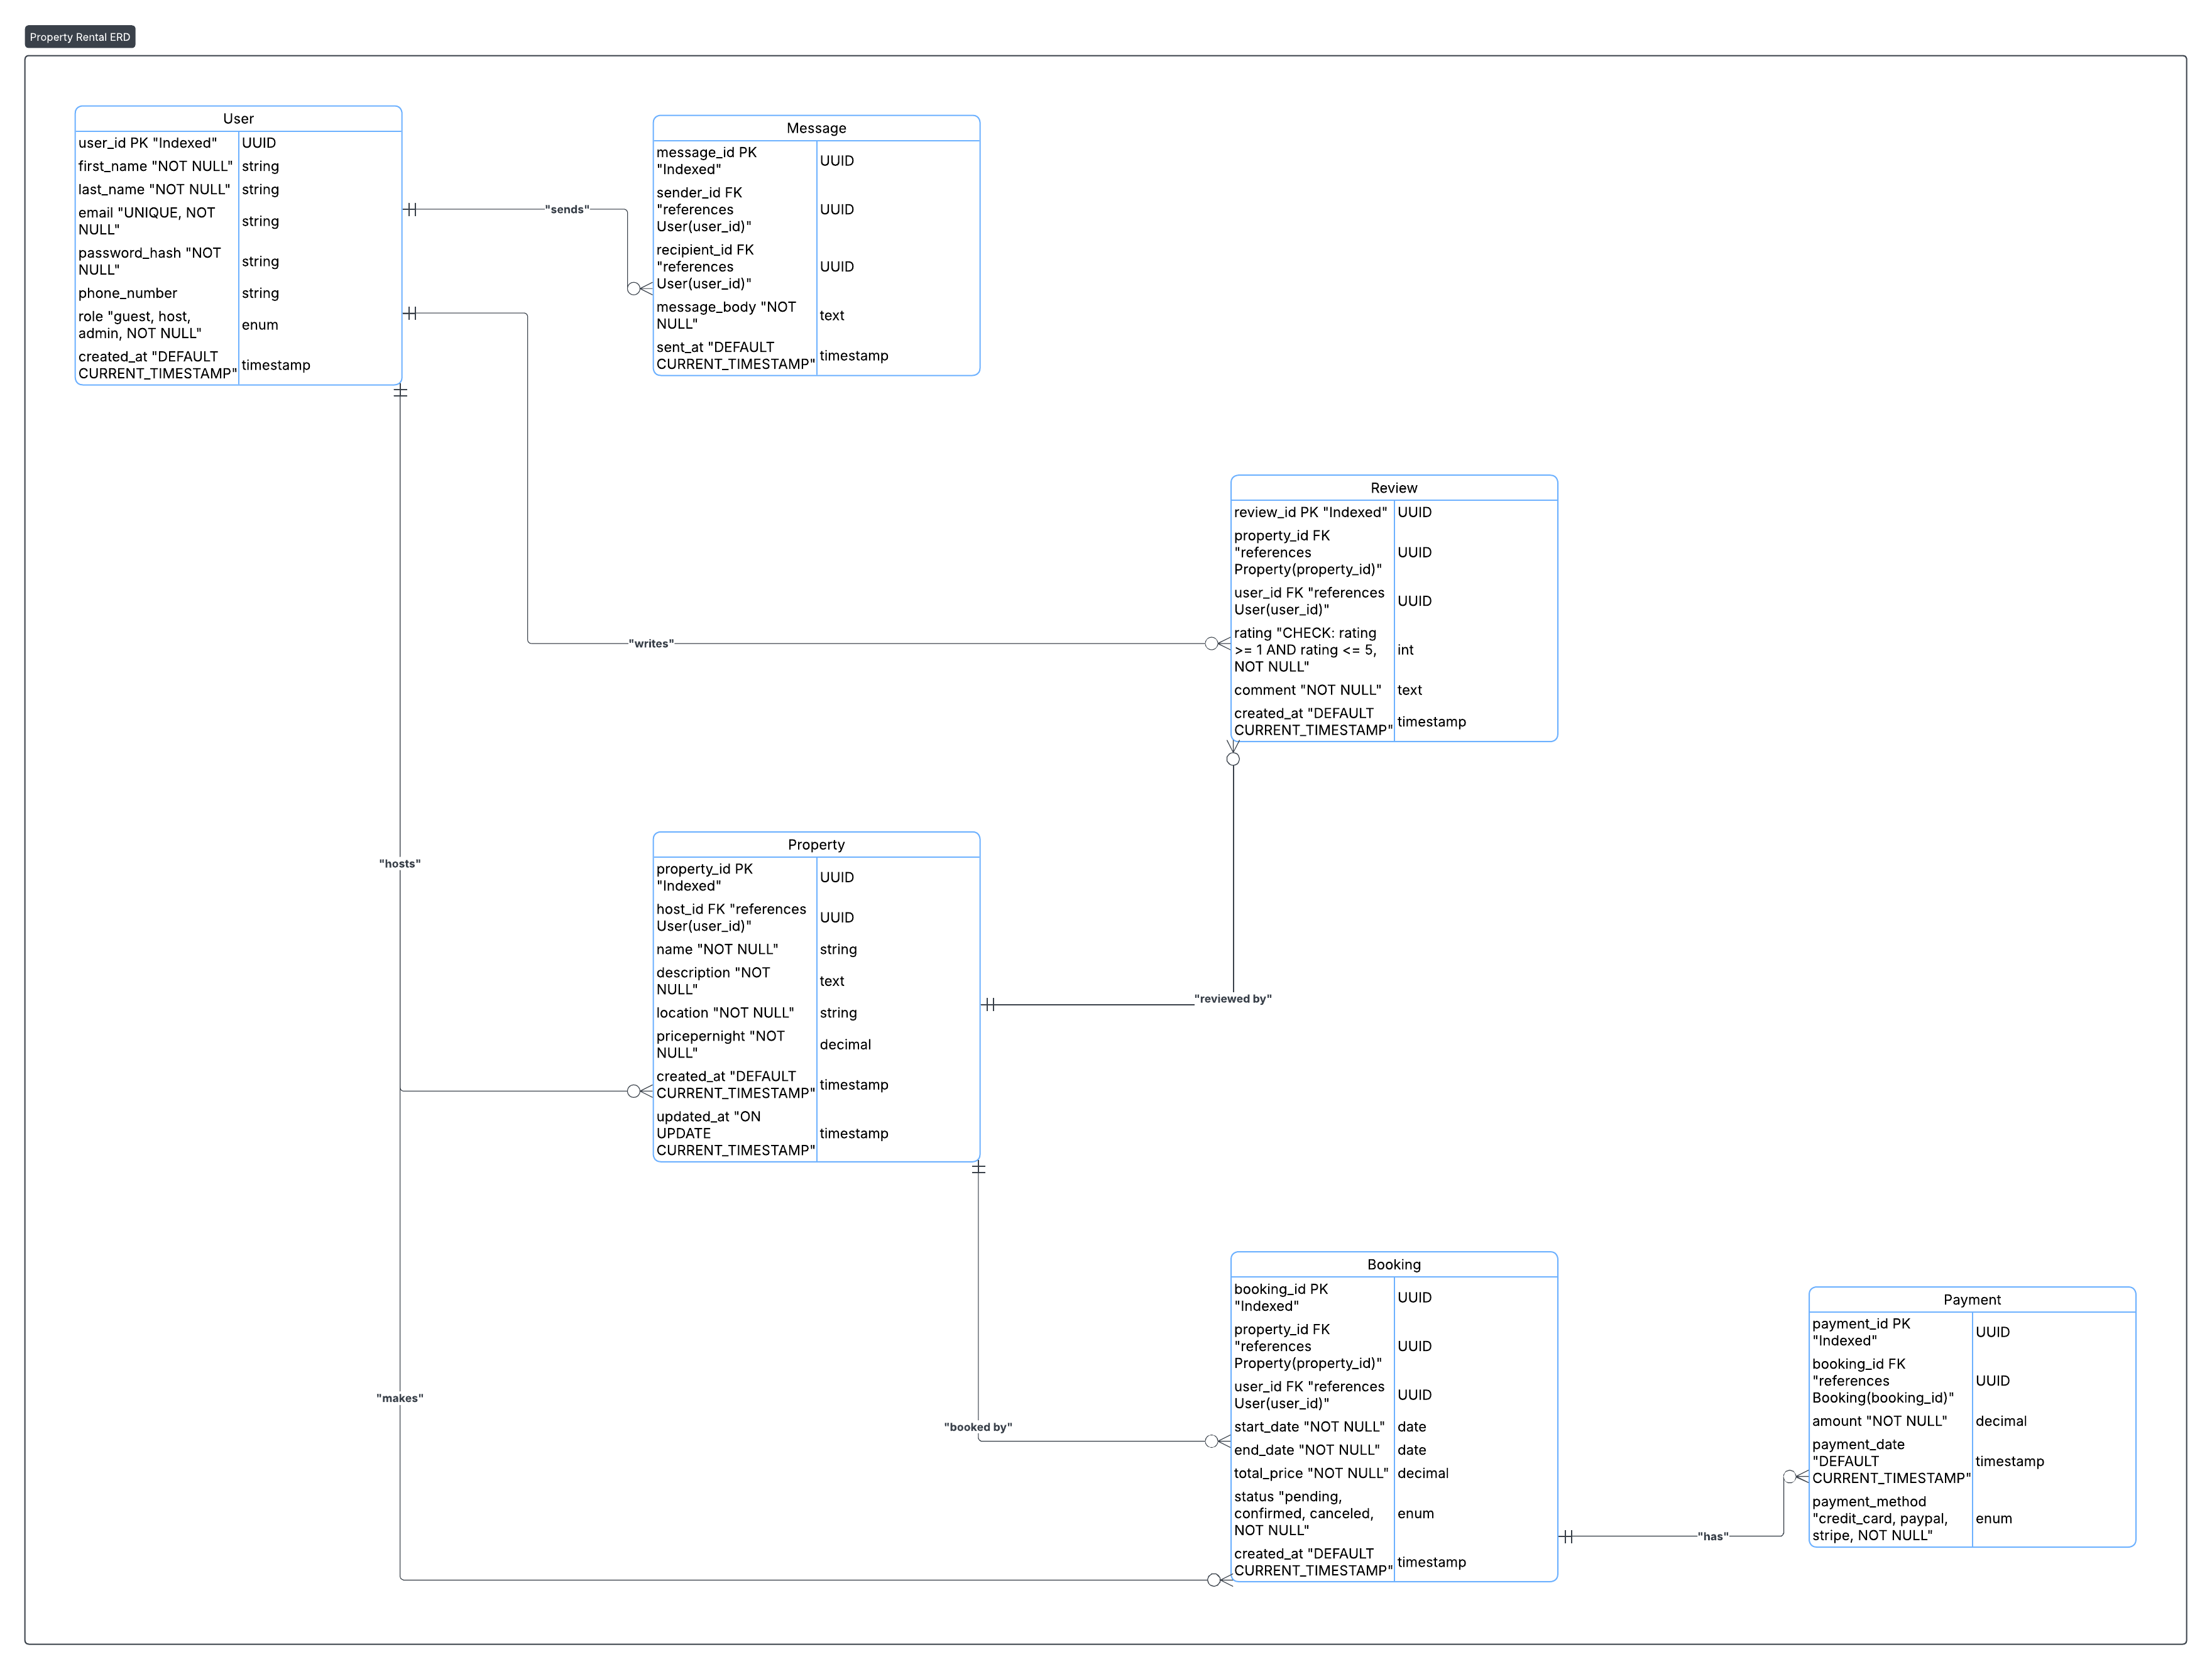 Property Rental ERD
User
user_id PK "Indexed"
UUID
first_name "NOT NULL"
string
last_name "NOT NULL"
string
email "UNIQUE, NOT
NULL"
string
password_hash "NOT
NULL"
string
phone_number
string
role "guest, host,
admin, NOT NULL"
enum
created_at "DEFAULT
CURRENT_TIMESTAMP"
timestamp
"sends"
Message
message_id PK
"Indexed"
UUID
sender_id FK
"references
User(user_id)"
UUID
recipient_id FK
"references
User(user_id)"
UUID
message_body "NOT
NULL"
text
sent_at "DEFAULT
CURRENT_TIMESTAMP"
timestamp
"writes"
Review
review_id PK "Indexed"
UUID
property_id FK
"references
Property(property_id)"
UUID
user_id FK "references
User(user_id)"
UUID
rating "CHECK: rating
>= 1 AND rating <= 5,
NOT NULL"
int
comment "NOT NULL"
text
created_at "DEFAULT
CURRENT_TIMESTAMP"
timestamp
"hosts"
Property
property_id PK
"Indexed"
UUID
host_id FK "references
User(user_id)"
UUID
name "NOT NULL"
string
description "NOT
NULL"
text
location "NOT NULL"
string
pricepernight "NOT
NULL"
decimal
created_at "DEFAULT
CURRENT_TIMESTAMP"
timestamp
updated_at "ON
UPDATE
CURRENT_TIMESTAMP"
timestamp
"reviewed by"
"makes"
"booked by"
Booking
booking_id PK
"Indexed"
UUID
property_id FK
"references
Property(property_id)"
UUID
user_id FK "references
User(user_id)"
UUID
start_date "NOT NULL"
date
end_date "NOT NULL"
date
total_price "NOT NULL"
decimal
status "pending,
confirmed, canceled,
NOT NULL"
enum
created_at "DEFAULT
CURRENT_TIMESTAMP"
timestamp
"has"
Payment
payment_id PK
"Indexed"
UUID
booking_id FK
"references
Booking(booking_id)"
UUID
amount "NOT NULL"
decimal
payment_date
"DEFAULT
CURRENT_TIMESTAMP"
timestamp
payment_method
"credit_card, paypal,
stripe, NOT NULL"
enum